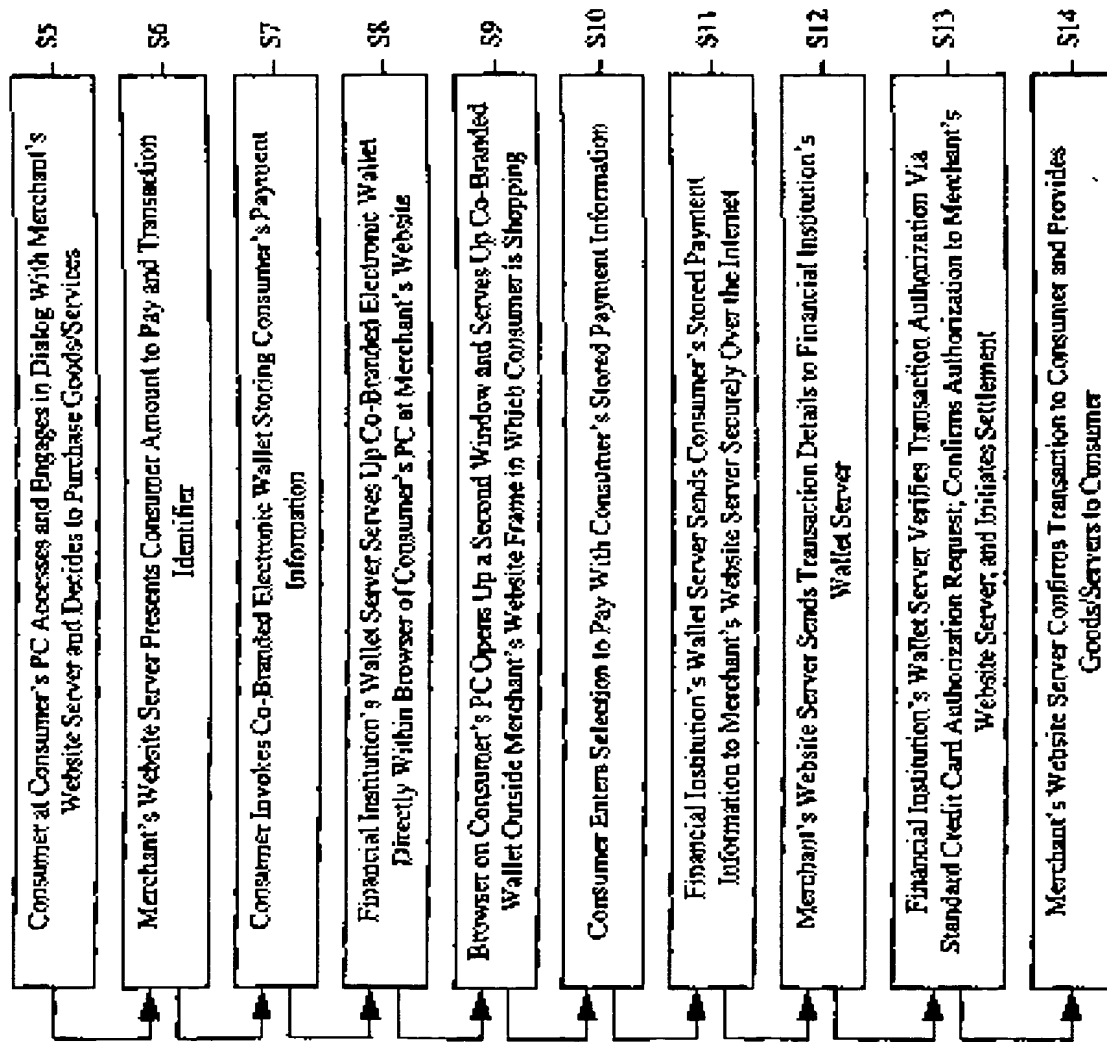 Consumer at Consumer's PC Accesses and Engages in Dialog With Merchant's
Website Server and Decides to Purchase Goods/Services
S5
Merchant's Website Server Presents Consumer Amount to Pay and Transaction
Identifier
S6
Consumer Invokes Co-Branded Electronic Wallet Storing Consumer's Payment
Information
S7
Financial Institution's Wallet Server Serves Up Co-Branded Electronic Wallet
Directly Within Browser of Consumer's PC at Merchant's Website
S8
Browser on Consumer's PC Opens Up a Second Window and Serves Up Co-Branded
Wallet Outside Merchant's Website Frame in Which Consumer is Shopping
S9
Consumer Enters Selection to Pay With Consumer's Stored Payment Information
S10
Financial Institution's Wallet Server Sends Consumer's Stored Payment
Information to Merchant's Website Server Securely Over the Internet
S11
Merchant's Website Server Sends Transaction Details to Financial Institution's
Wallet Server
S12
Financial Institution's Wallet Server Verifies Transaction Authorization Via
Standard Credit Card Authorization Request, Confirms Authorization to Merchant's
Website Server, and Initiates Settlement
S13
Merchant's Website Server Confirms Transaction to Consumer and Provides
Goods/Servers to Consumer
S14